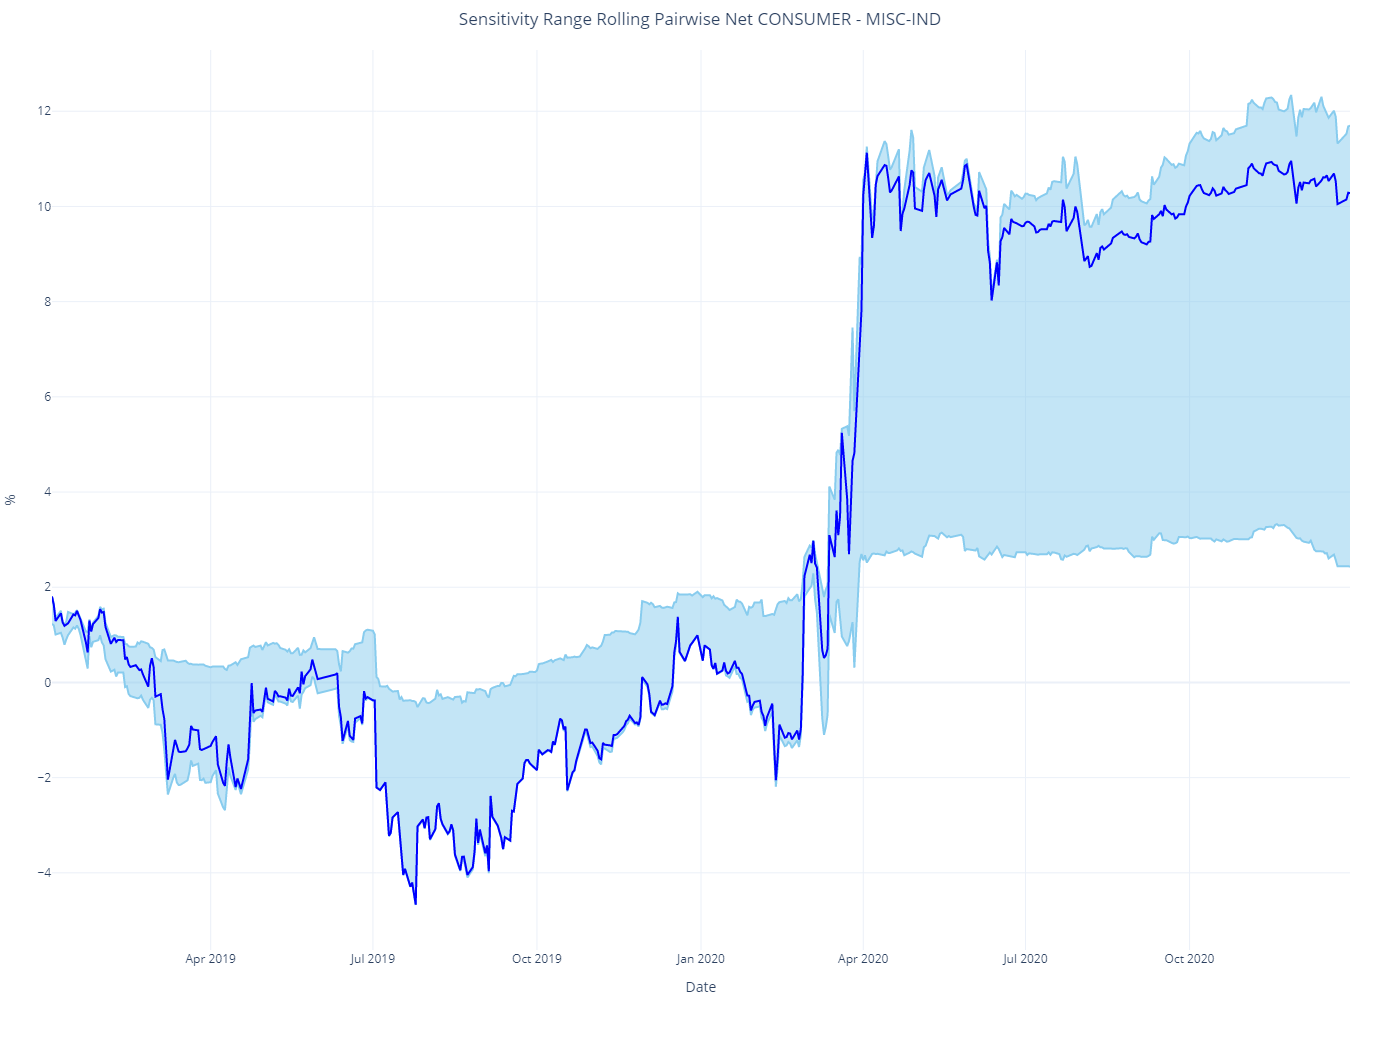 Sensitivity Range Rolling Pairwise Net CONSUMER - MISC-IND
12
10
8
6
4
2
0
−2
−4
%
Apr 2019
Jul 2019
Oct 2019
Jan 2020
Apr 2020
Jul 2020
Oct 2020
Date